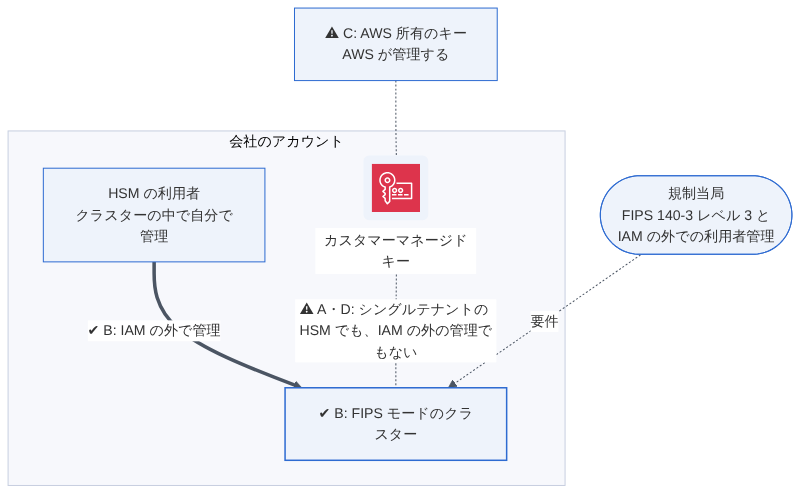 ⚠ C: AWS 所有のキー
AWS が管理する
会社のアカウント
HSM の利用者
クラスターの中で自分で
管理
カスタマーマネージド
キー
規制当局
FIPS 140-3 レベル 3 と
IAM の外での利用者管理
⚠ A・D: シングルテナントの
HSM でも、IAM の外の管理で
もない
✔ B: IAM の外で管理
要件
✔ B: FIPS モードのクラ
スター